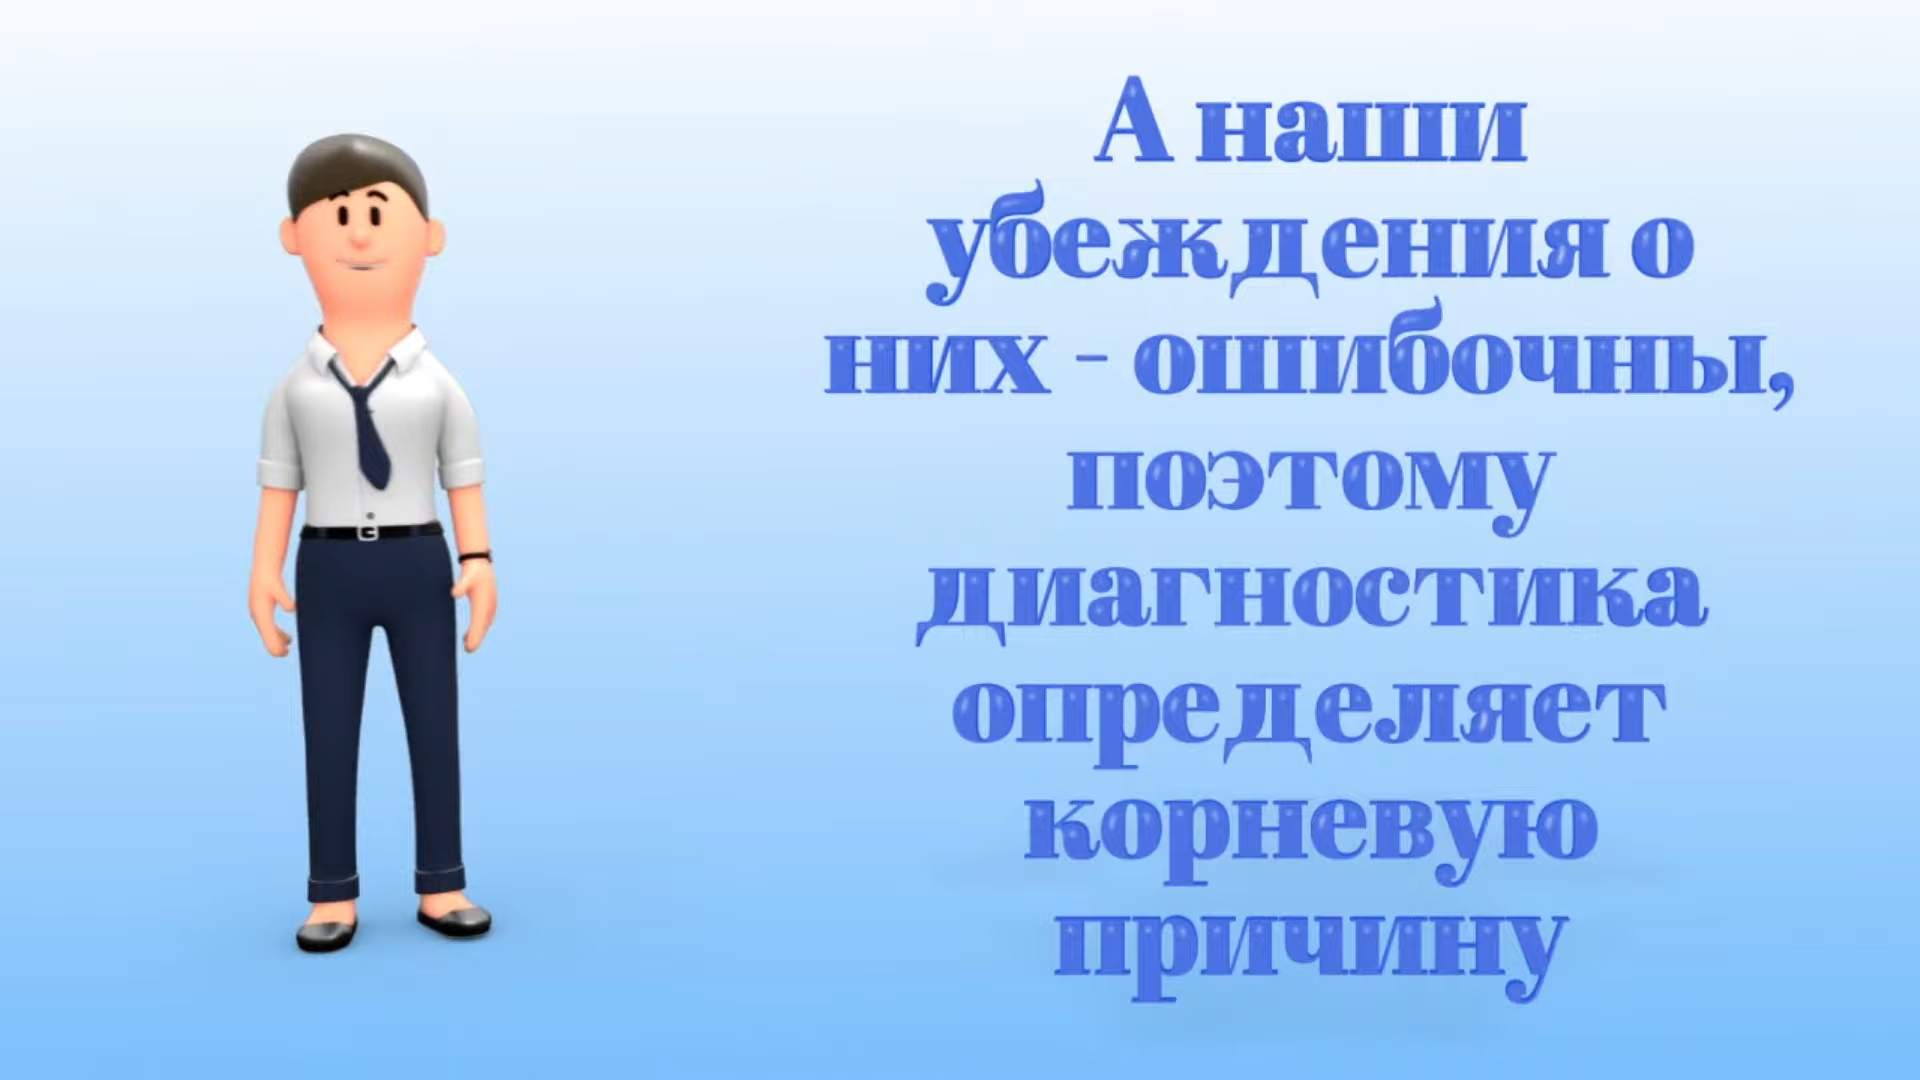 А наши
убеждения о
них - ошибочны,
поэтому
диагностика
определяет
корневую
причину